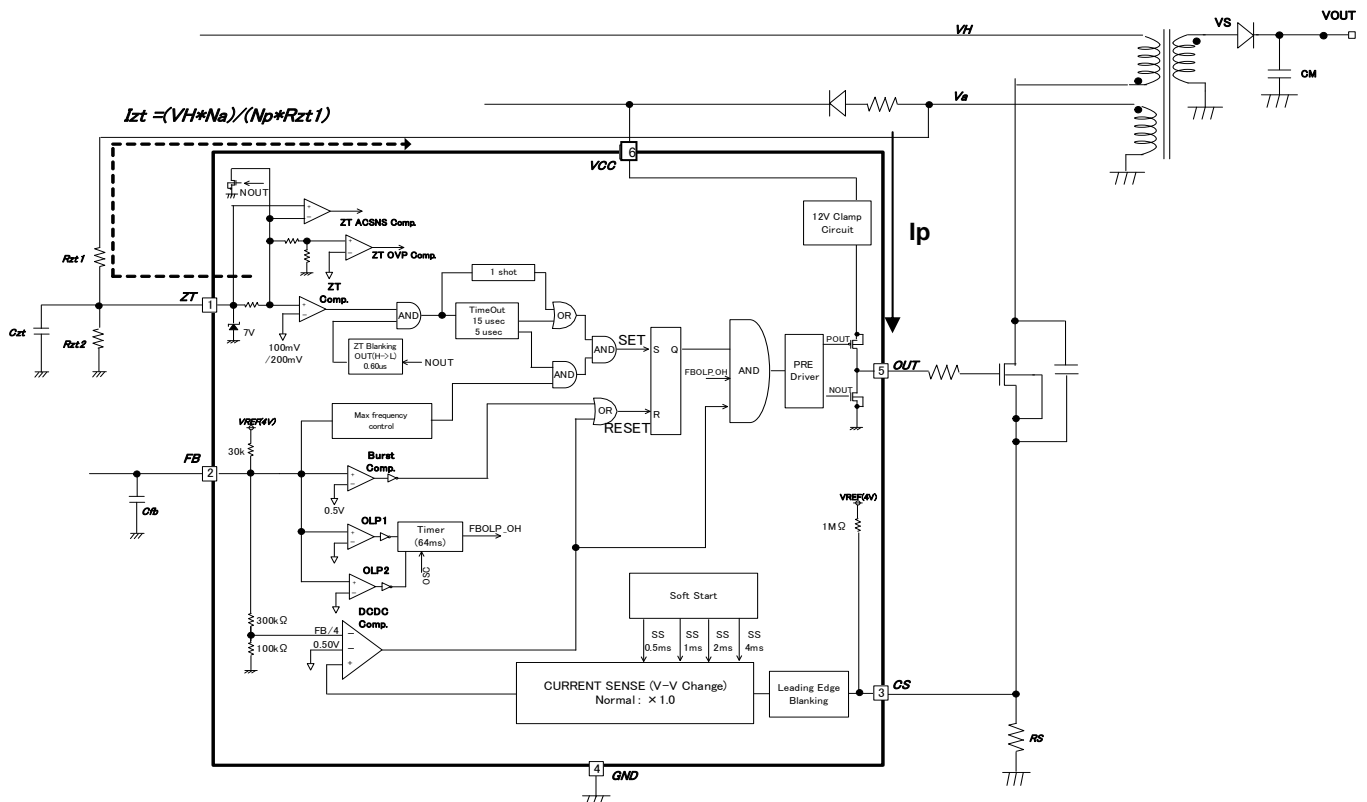 VH
VS
VOUT
CM
Va
Izt =(VH*Na)/(Np*Rzt1)
6
VCC
NOUT
ZT ACSNS Comp.
12V Clamp
Circuit
Ip
ZT OVP Comp.
Rzt1
1 shot
ZT
Comp.
ZT
1
7V
AND
TimeOut
15 usec
5 usec
OR
Czt
Rzt2
100mV
/200mV
ZT Blanking
OUT(H->L)
0.60us
NOUT
AND
SET
S
Q
AND
FBOLP_OH
AND
PRE
Driver
POUT
NOUT
5
OUT
Max frequency
control
OR
R
RESET
VREF(4V)
30k
FB
2
Burst
Comp.
0.5V
Cfb
VREF(4V)
1MΩ
OLP1
Timer
(64ms)
FBOLP_OH
OSC
OLP2
Soft Start
300kΩ
100kΩ
DCDC
Comp.
FB/4
0.50V
SS
0.5ms
SS
1ms
SS
2ms
SS
4ms
CURRENT SENSE (V-V Change)
Normal : ×1.0
Leading Edge
Blanking
3
CS
RS
4
GND